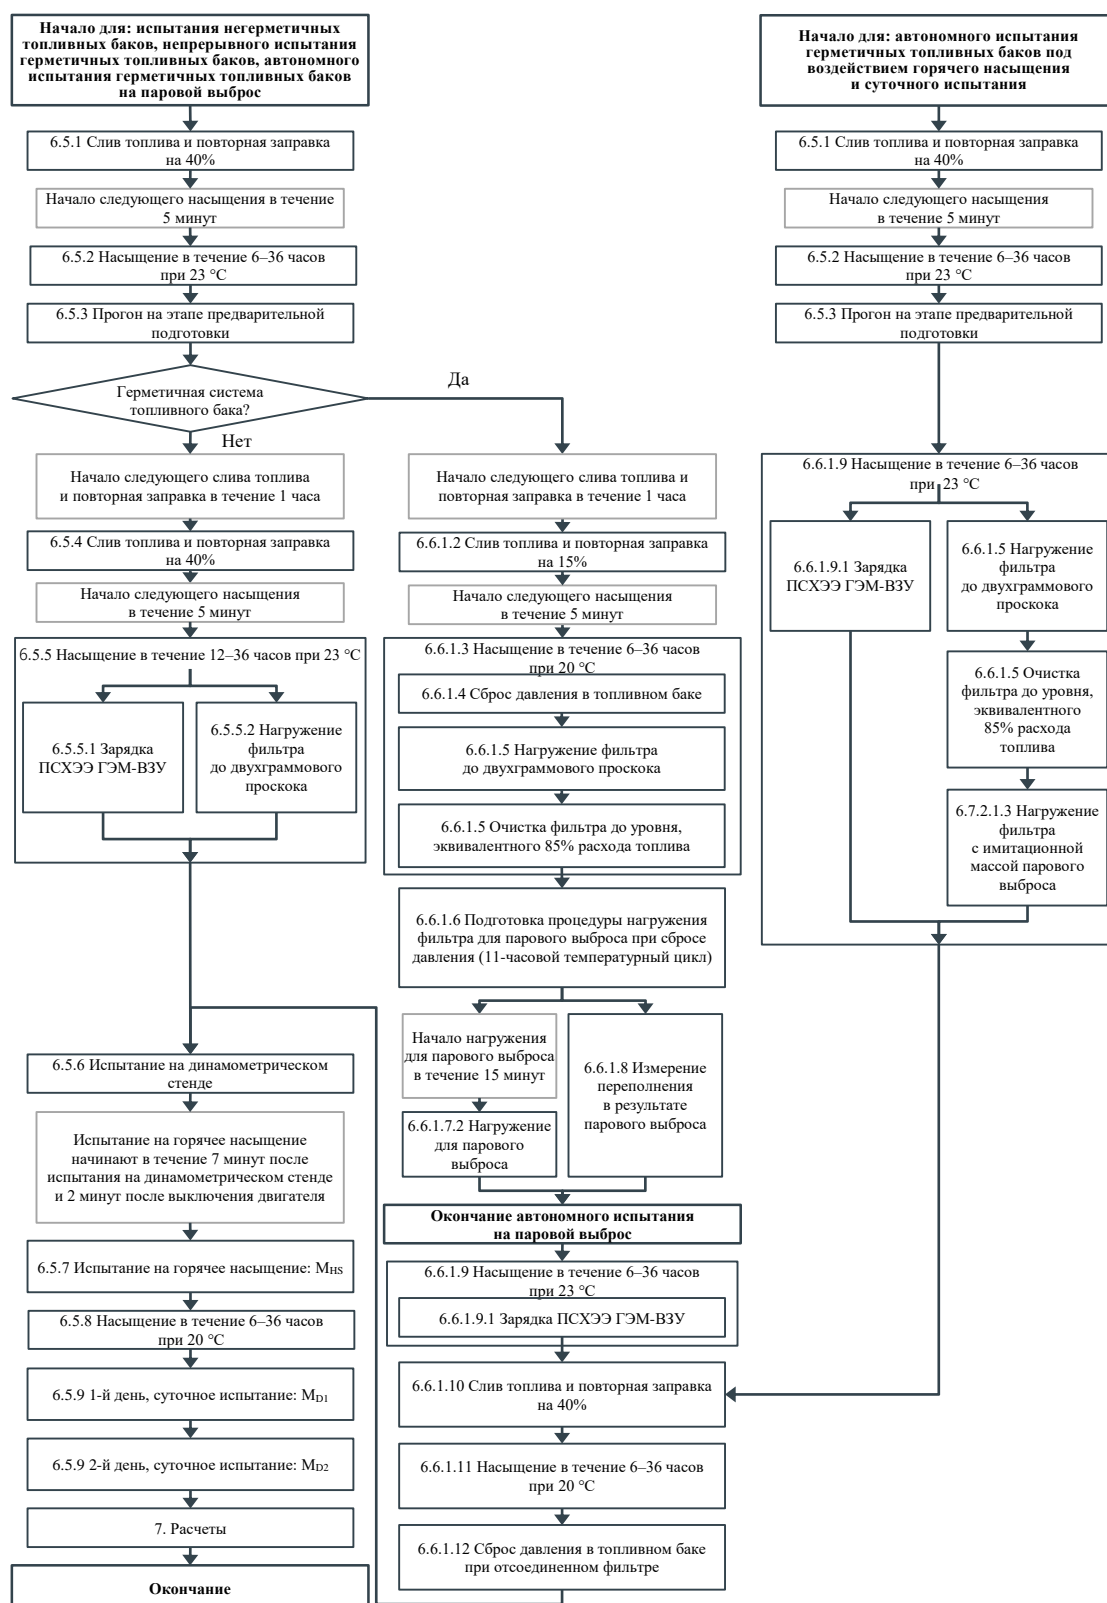 Начало для: испытания негерметичных
топливных баков, непрерывного испытания
герметичных топливных баков, автономного
испытания герметичных топливных баков
на паровой выброс
6.5.1 Слив топлива и повторная заправка
на 40%
Начало следующего насыщения в течение
5 минут
6.5.2 Насыщение в течение 6–36 часов
при 23 °C
6.5.3 Прогон на этапе предварительной
подготовки
Герметичная система
топливного бака?
Да
Нет
Начало следующего слива топлива
и повторная заправка в течение 1 часа
6.5.4 Слив топлива и повторная заправка
на 40%
Начало следующего насыщения
в течение 5 минут
6.5.5 Насыщение в течение 12–36 часов при 23 °C
6.5.5.1 Зарядка
ПСХЭЭ ГЭМ-ВЗУ
6.5.5.2 Нагружение
фильтра
до двухграммового
проскока
6.5.6 Испытание на динамометрическом
стенде
Испытание на горячее насыщение
начинают в течение 7 минут после
испытания на динамометрическом стенде
и 2 минут после выключения двигателя
6.5.7 Испытание на горячее насыщение: MHS
6.5.8 Насыщение в течение 6–36 часов
при 20 °C
6.5.9 1-й день, суточное испытание: MD1
6.5.9 2-й день, суточное испытание: MD2
7. Расчеты
Окончание
Начало следующего слива топлива и
повторная заправка в течение 1 часа
6.6.1.2 Слив топлива и повторная заправка
на 15%
Начало следующего насыщения
в течение 5 минут
6.6.1.3 Насыщение в течение 6–36 часов
при 20 °C
6.6.1.4 Сброс давления в топливном баке
6.6.1.5 Нагружение фильтра
до двухграммового проскока
6.6.1.5 Очистка фильтра до уровня,
эквивалентного 85% расхода топлива
6.6.1.6 Подготовка процедуры нагружения
фильтра для парового выброса при сбросе
давления (11-часовой температурный цикл)
Начало нагружения
для парового выброса
в течение 15 минут
6.6.1.7.2 Нагружение
для парового
выброса
6.6.1.8 Измерение
переполнения
в результате
парового выброса
Окончание автономного испытания
на паровой выброс
6.6.1.9 Насыщение в течение 6–36 часов
при 23 °C
6.6.1.9.1 Зарядка ПСХЭЭ ГЭМ-ВЗУ
6.6.1.10 Слив топлива и повторная заправка
на 40%
6.6.1.11 Насыщение в течение 6–36 часов
при 20 °C
6.6.1.12 Сброс давления в топливном баке
при отсоединенном фильтре
Начало для: автономного испытания
герметичных топливных баков под
воздействием горячего насыщения
и суточного испытания
6.5.1 Слив топлива и повторная заправка
на 40%
Начало следующего насыщения
в течение 5 минут
6.5.2 Насыщение в течение 6–36 часов
при 23 °C
6.5.3 Прогон на этапе предварительной
подготовки
6.6.1.9 Насыщение в течение 6–36 часов
при 23 °C
6.6.1.9.1 Зарядка
ПСХЭЭ ГЭМ-ВЗУ
6.6.1.5 Нагружение
фильтра
до двухграммового
проскока
6.6.1.5 Очистка
фильтра до уровня,
эквивалентного
85% расхода
топлива
6.7.2.1.3 Нагружение
фильтра
с имитационной
массой парового
выброса